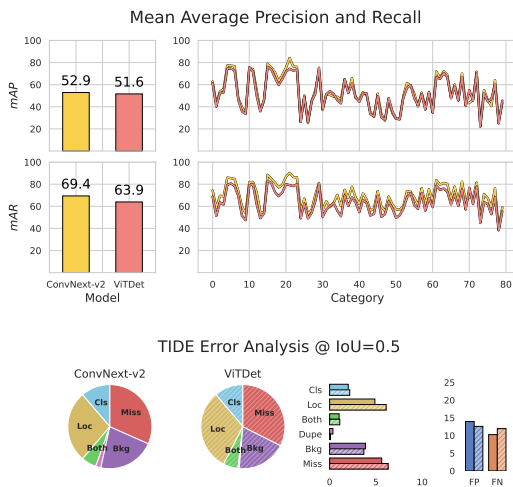 Mean Average Precision and Recall
100
80
60
40
20
mAP
52.9
51.6
100
80
60
40
20
100
80
60
40
20
mAR
69.4
63.9
ConvNext-v2
ViTDet
Model
100
80
60
40
20
0
10
20
30
40
50
60
70
80
Category
TIDE Error Analysis @ IoU=0.5
ConvNext-v2
Cls
Miss
Loc
Both
Bkg
ViTDet
Cls
Miss
Loc
Both
Bkg
Cls
Loc
Both
Dupe
Bkg
Miss
0
5
10
25
20
15
10
5
0
FP
FN